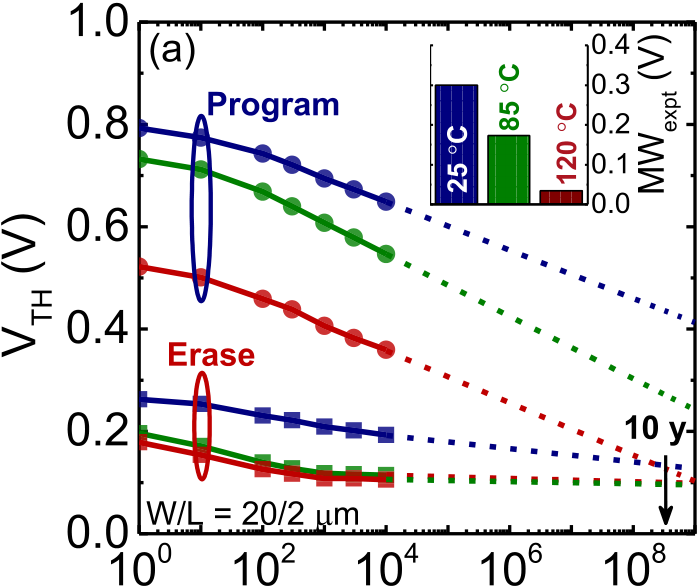 (a)
Program
Erase
10 y
W/L = 20/2 μm
V_TH (V)
1.0
0.8
0.6
0.4
0.2
0.0
10^0 10^2 10^4 10^6 10^8
25 °C
85 °C
120 °C
0.4
0.3
0.2
0.1
0.0
MW_expt (V)